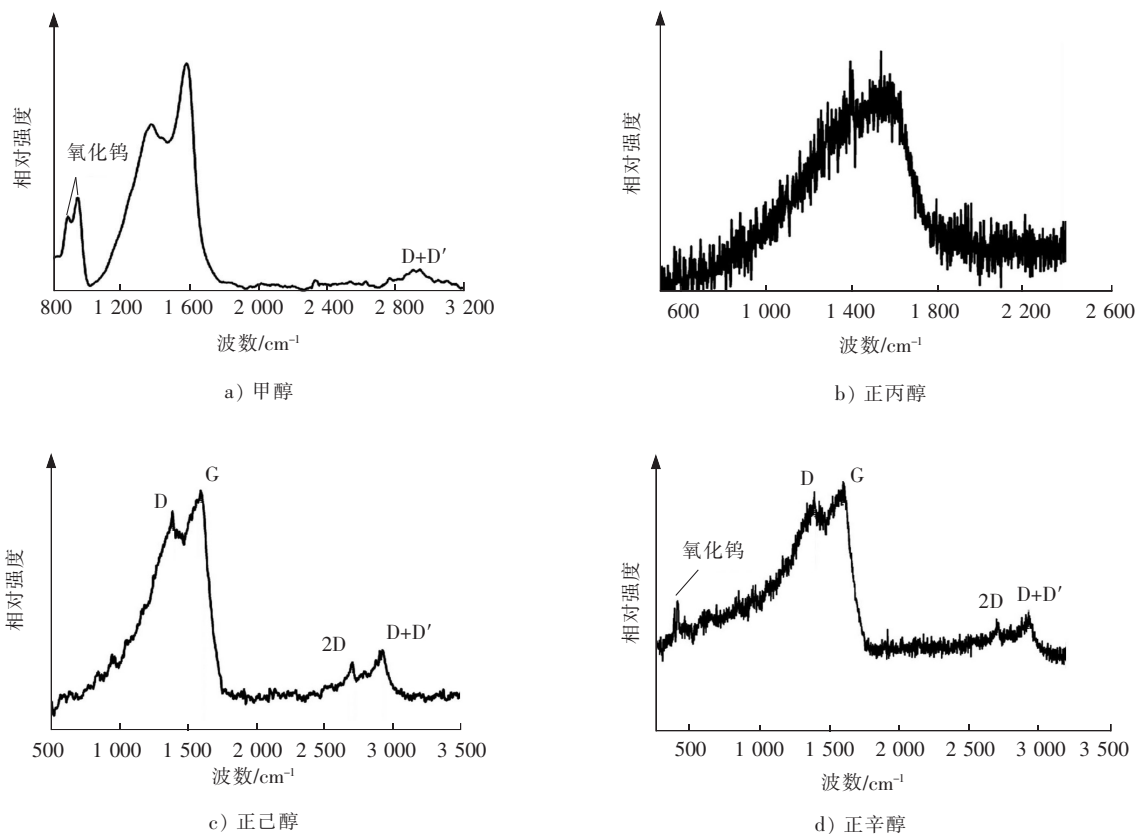 相对强度
氧化钨
D+D′
800 1 200 1 600 2 000 2 400 2 800 3 200
波数/cm⁻¹
a) 甲醇
相对强度
600 1 000 1 400 1 800 2 200 2 600
波数/cm⁻¹
b) 正丙醇
相对强度
D
G
2D
D+D′
500 1 000 1 500 2 000 2 500 3 000 3 500
波数/cm⁻¹
c) 正己醇
相对强度
氧化钨
D
G
2D
D+D′
500 1 000 1 500 2 000 2 500 3 000 3 500
波数/cm⁻¹
d) 正辛醇